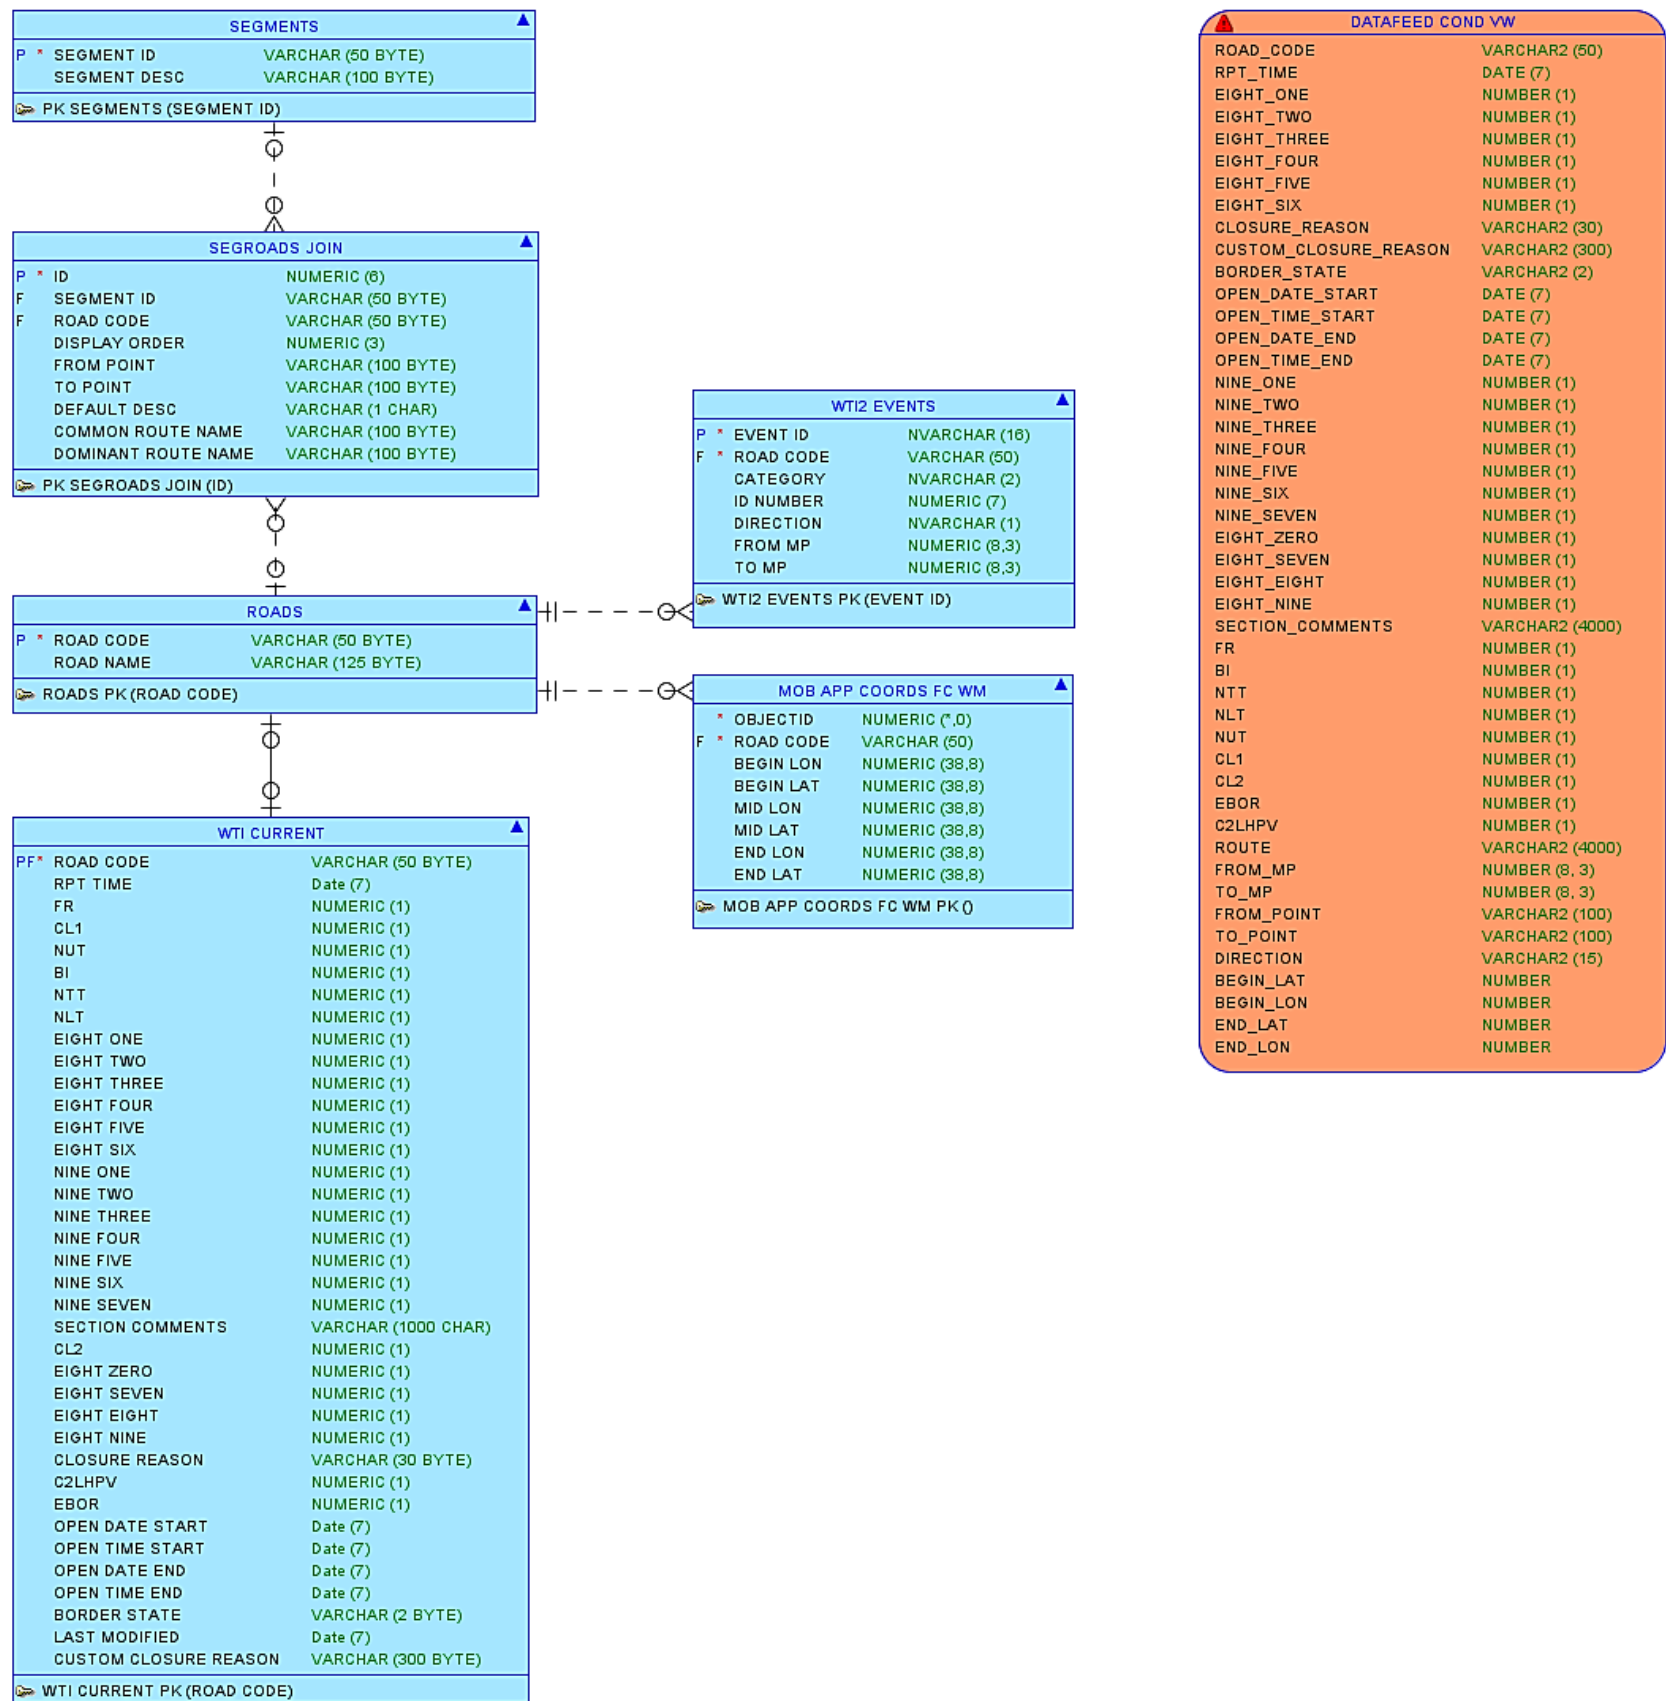 SEGMENTS
P * SEGMENT ID VARCHAR (50 BYTE)
SEGMENT DESC VARCHAR (100 BYTE)
PK SEGMENTS (SEGMENT ID)
SEGROADS JOIN
P * ID NUMERIC (6)
F SEGMENT ID VARCHAR (50 BYTE)
F ROAD CODE VARCHAR (50 BYTE)
DISPLAY ORDER NUMERIC (3)
FROM POINT VARCHAR (100 BYTE)
TO POINT VARCHAR (100 BYTE)
DEFAULT DESC VARCHAR (1 CHAR)
COMMON ROUTE NAME VARCHAR (100 BYTE)
DOMINANT ROUTE NAME VARCHAR (100 BYTE)
PK SEGROADS JOIN (ID)
ROADS
P * ROAD CODE VARCHAR (50 BYTE)
ROAD NAME VARCHAR (125 BYTE)
ROADS PK (ROAD CODE)
WTI CURRENT
PF* ROAD CODE VARCHAR (50 BYTE)
RPT TIME Date (7)
FR NUMERIC (1)
CL1 NUMERIC (1)
NUT NUMERIC (1)
BI NUMERIC (1)
NTT NUMERIC (1)
NLT NUMERIC (1)
EIGHT ONE NUMERIC (1)
EIGHT TWO NUMERIC (1)
EIGHT THREE NUMERIC (1)
EIGHT FOUR NUMERIC (1)
EIGHT FIVE NUMERIC (1)
EIGHT SIX NUMERIC (1)
NINE ONE NUMERIC (1)
NINE TWO NUMERIC (1)
NINE THREE NUMERIC (1)
NINE FOUR NUMERIC (1)
NINE FIVE NUMERIC (1)
NINE SIX NUMERIC (1)
NINE SEVEN NUMERIC (1)
SECTION COMMENTS VARCHAR (1000 CHAR)
CL2 NUMERIC (1)
EIGHT ZERO NUMERIC (1)
EIGHT SEVEN NUMERIC (1)
EIGHT EIGHT NUMERIC (1)
EIGHT NINE NUMERIC (1)
CLOSURE REASON VARCHAR (30 BYTE)
C2LHPV NUMERIC (1)
EBOR NUMERIC (1)
OPEN DATE START Date (7)
OPEN TIME START Date (7)
OPEN DATE END Date (7)
OPEN TIME END Date (7)
BORDER STATE VARCHAR (2 BYTE)
LAST MODIFIED Date (7)
CUSTOM CLOSURE REASON VARCHAR (300 BYTE)
WTI CURRENT PK (ROAD CODE)
WTI2 EVENTS
P * EVENT ID NVARCHAR (16)
F * ROAD CODE VARCHAR (50)
CATEGORY NVARCHAR (2)
ID NUMBER NUMERIC (7)
DIRECTION NVARCHAR (1)
FROM MP NUMERIC (8,3)
TO MP NUMERIC (8,3)
WTI2 EVENTS PK (EVENT ID)
MOB APP COORDS FC WM
* OBJECTID NUMERIC (*,0)
F * ROAD CODE VARCHAR (50)
BEGIN LON NUMERIC (38,8)
BEGIN LAT NUMERIC (38,8)
MID LON NUMERIC (38,8)
MID LAT NUMERIC (38,8)
END LON NUMERIC (38,8)
END LAT NUMERIC (38,8)
MOB APP COORDS FC WM PK ()
DATAFEED COND VW
ROAD_CODE VARCHAR2 (50)
RPT_TIME DATE (7)
EIGHT_ONE NUMBER (1)
EIGHT_TWO NUMBER (1)
EIGHT_THREE NUMBER (1)
EIGHT_FOUR NUMBER (1)
EIGHT_FIVE NUMBER (1)
EIGHT_SIX NUMBER (1)
CLOSURE_REASON VARCHAR2 (30)
CUSTOM_CLOSURE_REASON VARCHAR2 (300)
BORDER_STATE VARCHAR2 (2)
OPEN_DATE_START DATE (7)
OPEN_TIME_START DATE (7)
OPEN_DATE_END DATE (7)
OPEN_TIME_END DATE (7)
NINE_ONE NUMBER (1)
NINE_TWO NUMBER (1)
NINE_THREE NUMBER (1)
NINE_FOUR NUMBER (1)
NINE_FIVE NUMBER (1)
NINE_SIX NUMBER (1)
NINE_SEVEN NUMBER (1)
EIGHT_ZERO NUMBER (1)
EIGHT_SEVEN NUMBER (1)
EIGHT_EIGHT NUMBER (1)
EIGHT_NINE NUMBER (1)
SECTION_COMMENTS VARCHAR2 (4000)
FR NUMBER (1)
BI NUMBER (1)
NTT NUMBER (1)
NLT NUMBER (1)
NUT NUMBER (1)
CL1 NUMBER (1)
CL2 NUMBER (1)
EBOR NUMBER (1)
C2LHPV NUMBER (1)
ROUTE VARCHAR2 (4000)
FROM_MP NUMBER (8, 3)
TO_MP NUMBER (8, 3)
FROM_POINT VARCHAR2 (100)
TO_POINT VARCHAR2 (100)
DIRECTION VARCHAR2 (15)
BEGIN_LAT NUMBER
BEGIN_LON NUMBER
END_LAT NUMBER
END_LON NUMBER